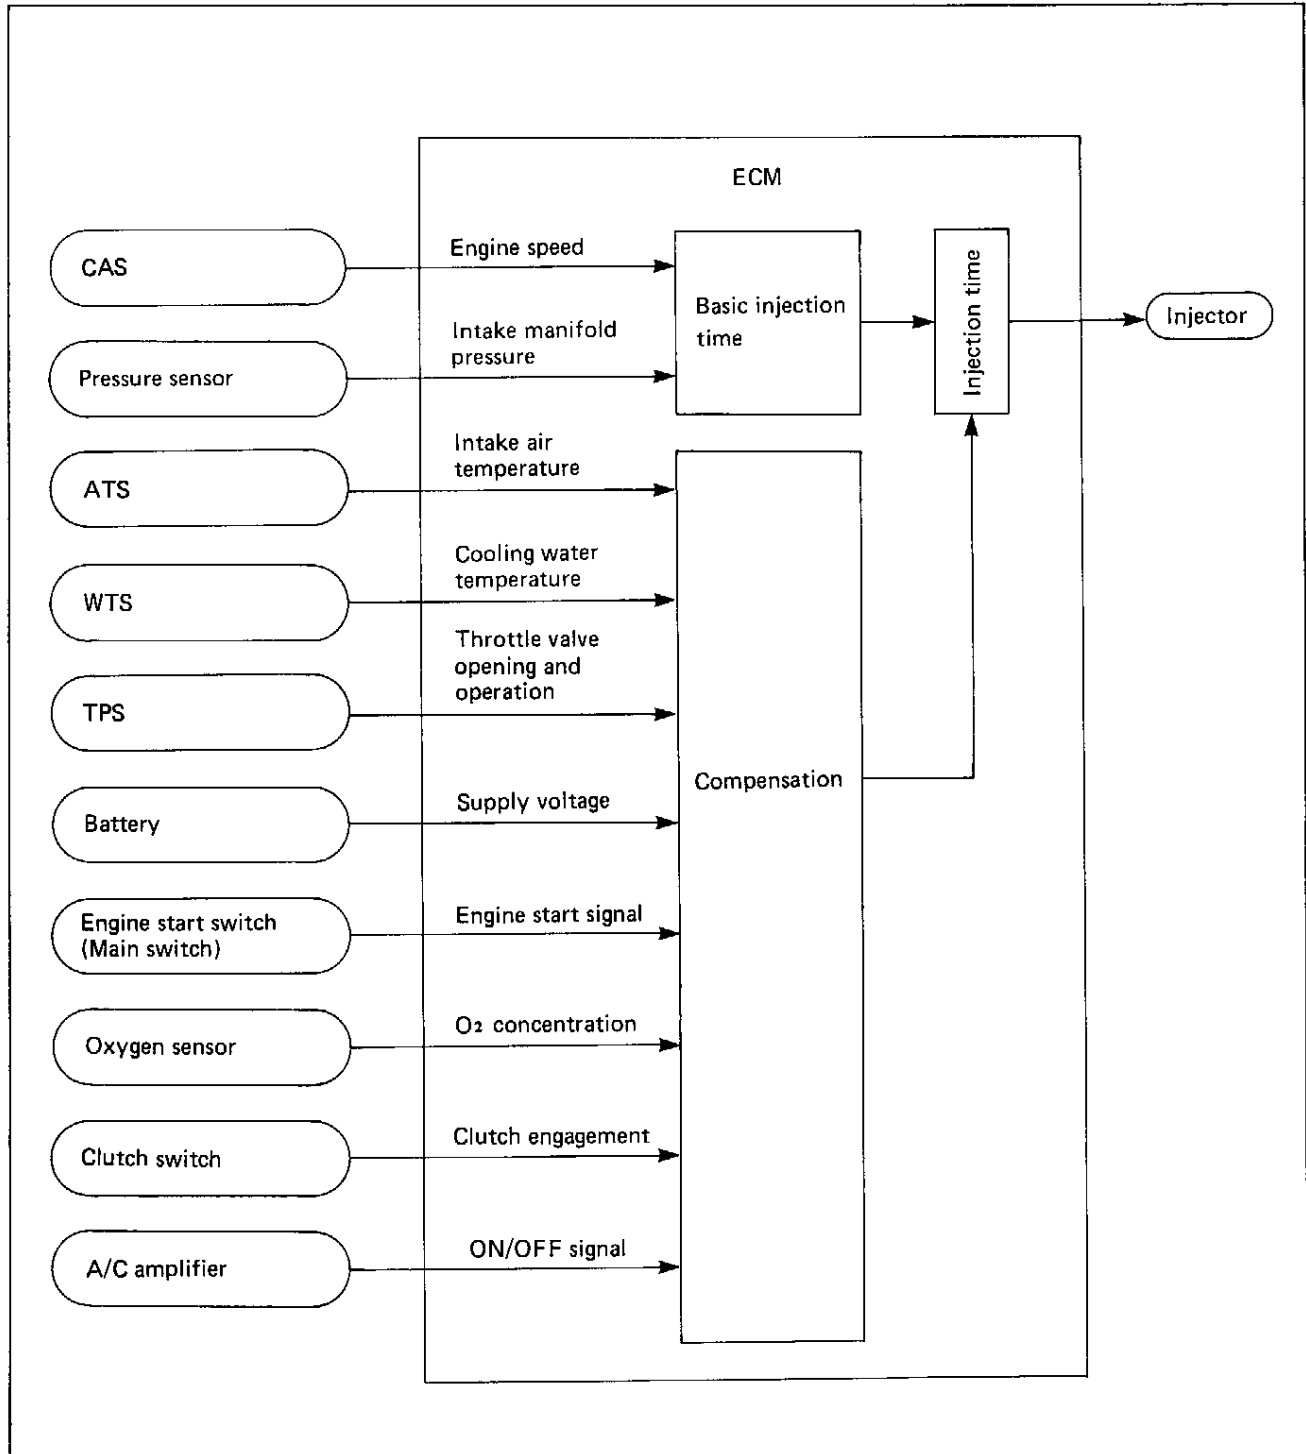 ECM
CAS
Engine speed
Pressure sensor
Intake manifold
pressure
Basic injection
time
Injection time
Injector
ATS
Intake air
temperature
WTS
Cooling water
temperature
TPS
Throttle valve
opening and
operation
Compensation
Battery
Supply voltage
Engine start switch
(Main switch)
Engine start signal
Oxygen sensor
O2 concentration
Clutch switch
Clutch engagement
A/C amplifier
ON/OFF signal